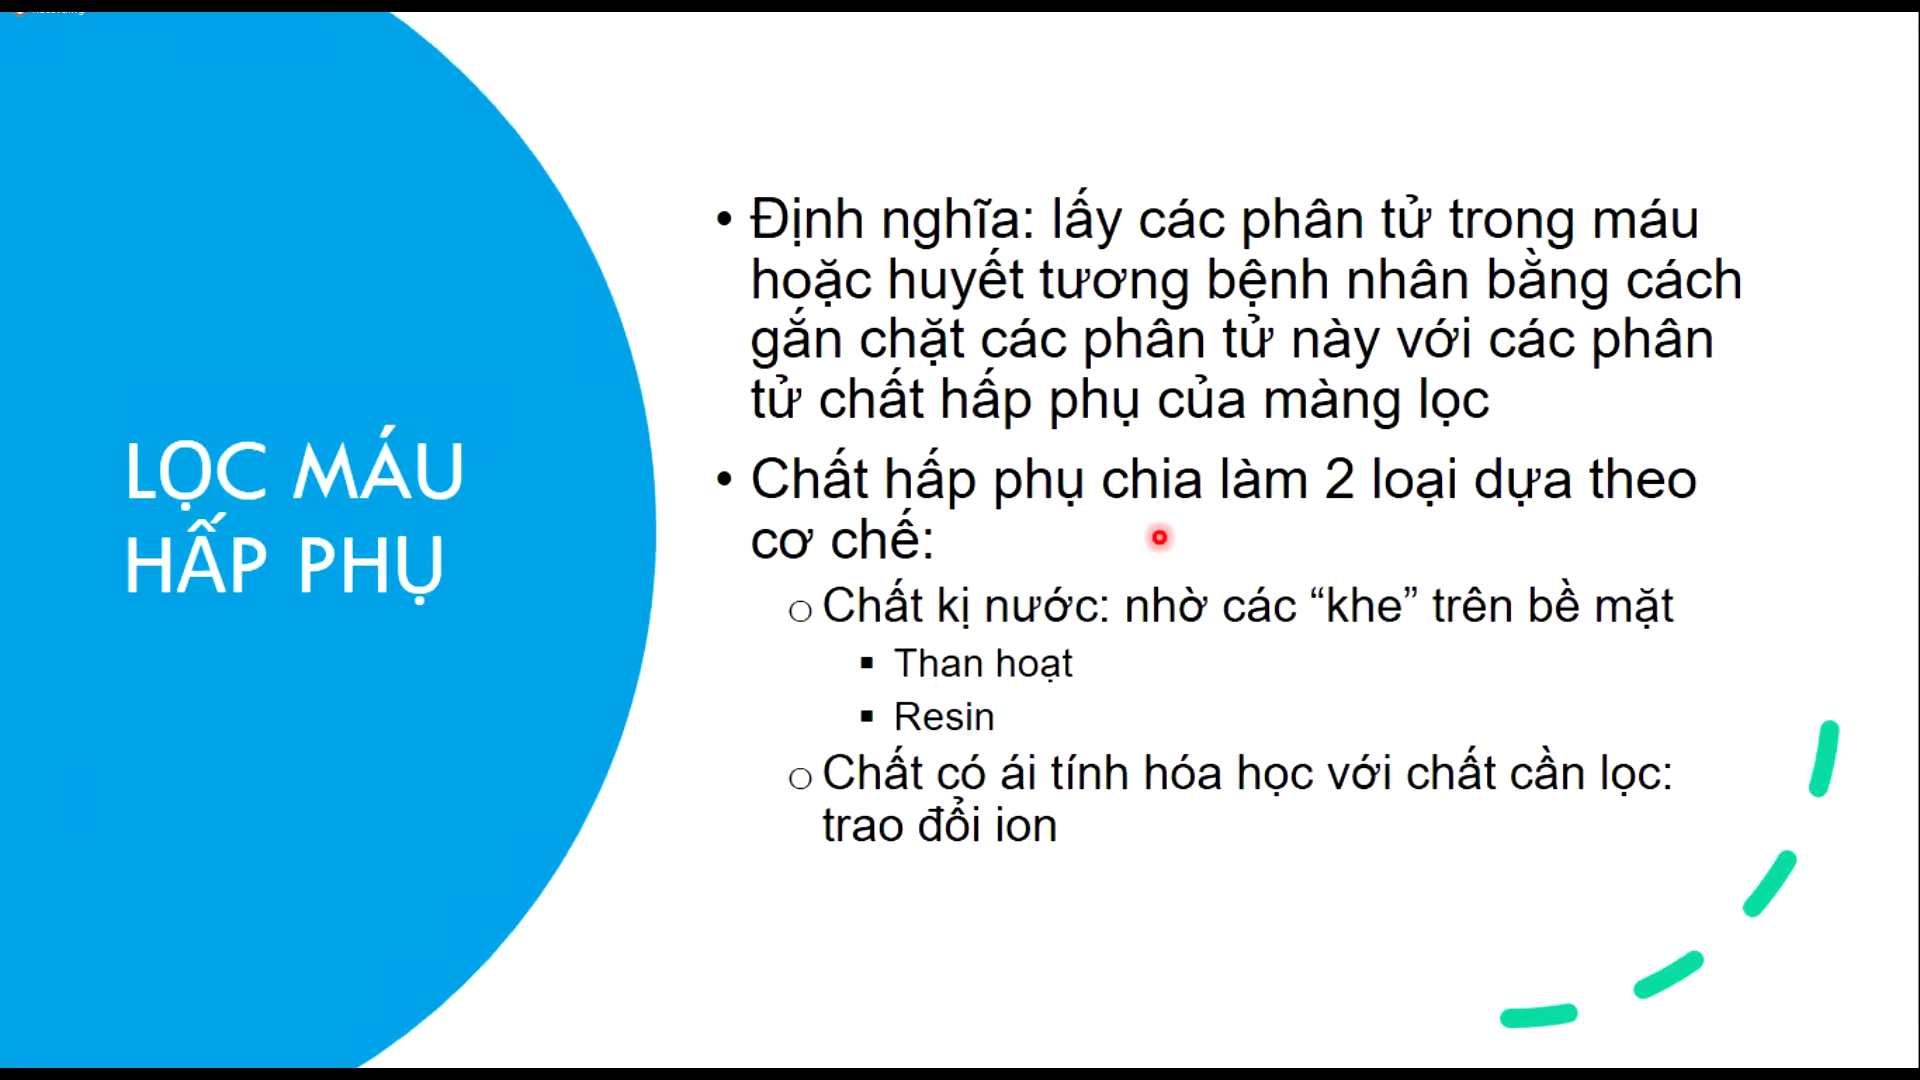 LỌC MÁU
HẤP PHỤ
• Định nghĩa: lấy các phân tử trong máu
hoặc huyết tương bệnh nhân bằng cách
gắn chặt các phân tử này với các phân
tử chất hấp phụ của màng lọc
• Chất hấp phụ chia làm 2 loại dựa theo
cơ chế:
o Chất kị nước: nhờ các “khe” trên bề mặt
▪ Than hoạt
▪ Resin
o Chất có ái tính hóa học với chất cần lọc:
trao đổi ion